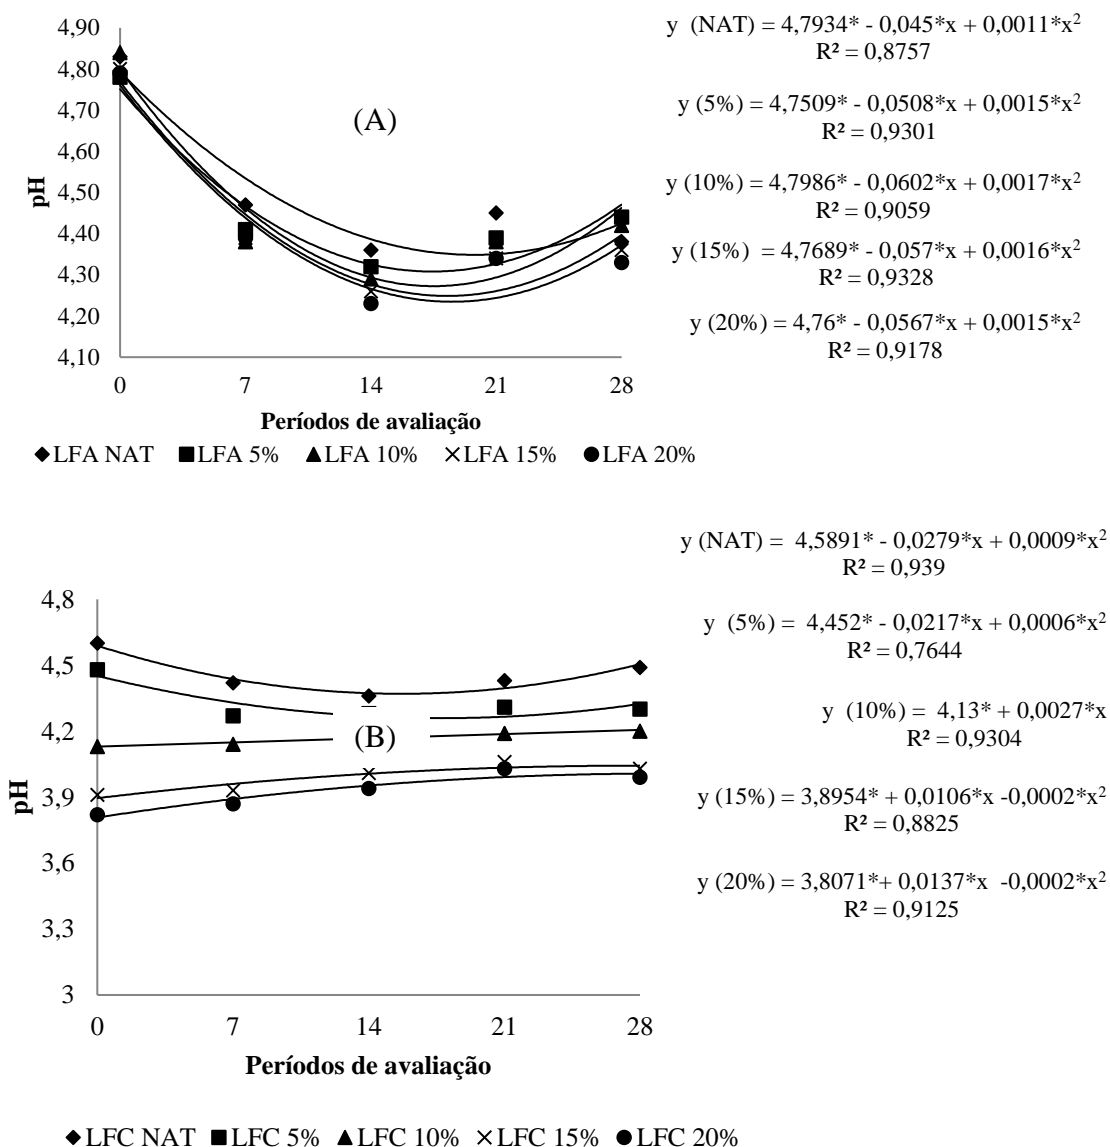 4,90
4,80
4,70
4,60
4,50
4,40
4,30
4,20
4,10
pH
(A)
0 7 14 21 28
Períodos de avaliação
LFA NAT LFA 5% LFA 10% LFA 15% LFA 20%
y (NAT) = 4,7934* - 0,045*x + 0,0011*x²
R² = 0,8757
y (5%) = 4,7509* - 0,0508*x + 0,0015*x²
R² = 0,9301
y (10%) = 4,7986* - 0,0602*x + 0,0017*x²
R² = 0,9059
y (15%) = 4,7689* - 0,057*x + 0,0016*x²
R² = 0,9328
y (20%) = 4,76* - 0,0567*x + 0,0015*x²
R² = 0,9178
4,8
4,5
4,2
3,9
3,6
3,3
3
pH
(B)
0 7 14 21 28
Períodos de avaliação
LFC NAT LFC 5% LFC 10% LFC 15% LFC 20%
y (NAT) = 4,5891* - 0,0279*x + 0,0009*x²
R² = 0,939
y (5%) = 4,452* - 0,0217*x + 0,0006*x²
R² = 0,7644
y (10%) = 4,13* + 0,0027*x
R² = 0,9304
y (15%) = 3,8954* + 0,0106*x -0,0002*x²
R² = 0,8825
y (20%) = 3,8071*+ 0,0137*x -0,0002*x²
R² = 0,9125